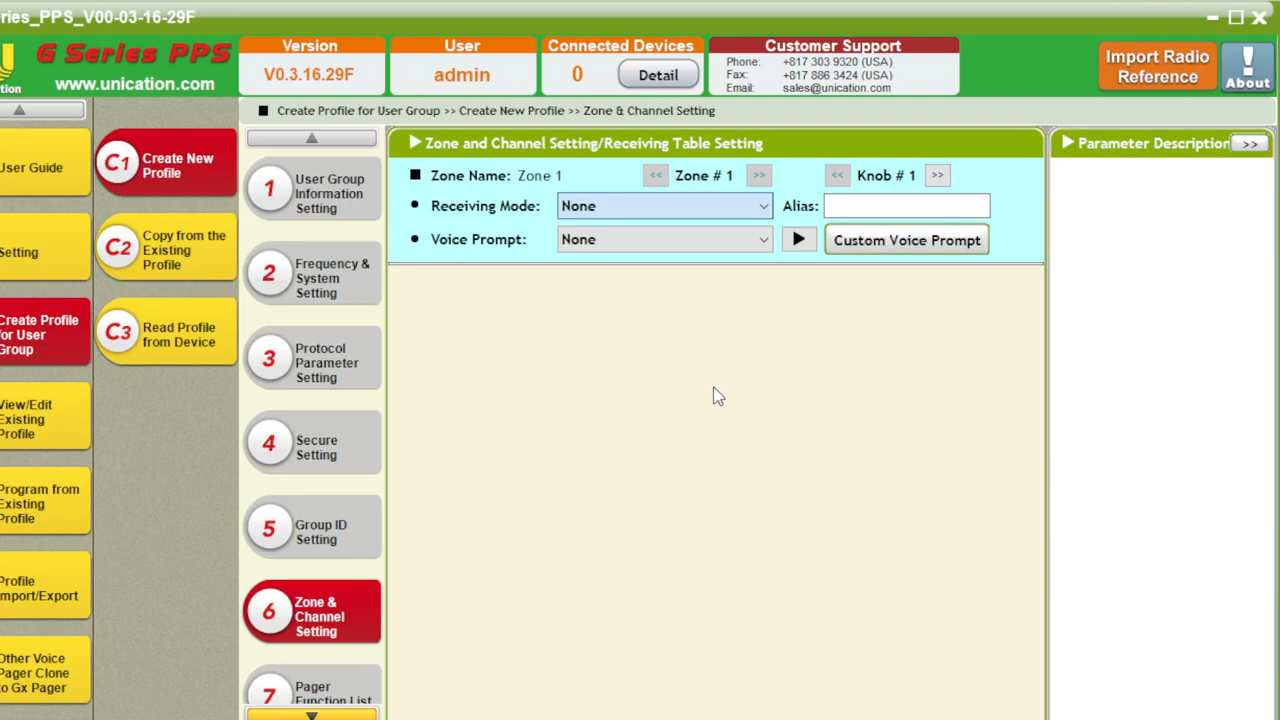 ries_PPS_V00-03-16-29F
G Series PPS
www.unication.com
Version
V0.3.16.29F
User
admin
Connected Devices
0
Detail
Customer Support
Phone: +817 303 9320 (USA)
Fax: +817 886 3424 (USA)
Email: sales@unication.com
Import Radio
Reference
!
About
tion
Create Profile for User Group >> Create New Profile >> Zone & Channel Setting
User Guide
Setting
Create Profile
for User
Group
View/Edit
Existing
Profile
Program from
Existing
Profile
Profile
Import/Export
Other Voice
Pager Clone
to Gx Pager
C1
Create New
Profile
C2
Copy from the
Existing
Profile
C3
Read Profile
from Device
1
User Group
Information
Setting
2
Frequency &
System
Setting
3
Protocol
Parameter
Setting
4
Secure
Setting
5
Group ID
Setting
6
Zone &
Channel
Setting
7
Pager
Function List
Zone and Channel Setting/Receiving Table Setting
Zone Name: Zone 1
<< Zone # 1 >>
<< Knob # 1 >>
Receiving Mode: None
Alias:
Voice Prompt: None
Custom Voice Prompt
Parameter Description
>>